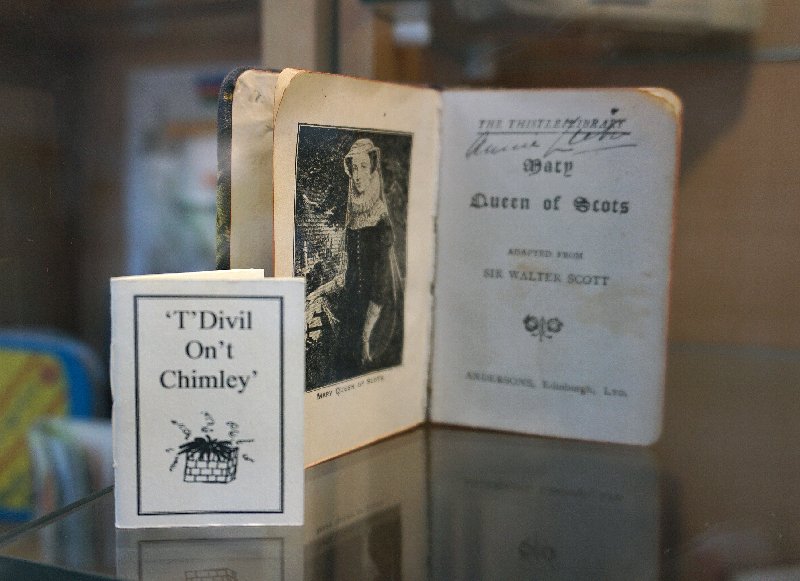 'T'Divil
On't
Chimley'
MARY QUEEN OF SCOTS.
THE THISTLE LIBRARY
Mary
Queen of Scots
ADAPTED FROM
SIR WALTER SCOTT
ANDERSONS, Edinburgh, LTD.